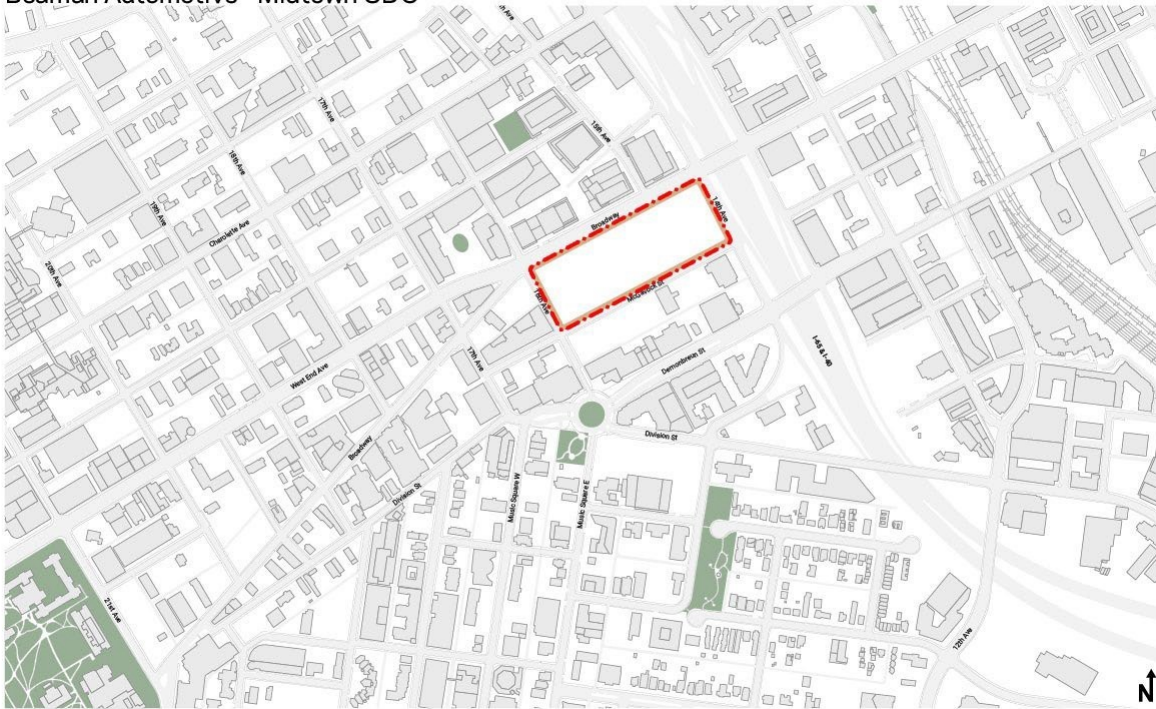 Beaman Automotive - Midtown SDO
17th Ave
15th Ave
18th Ave
19th Ave
Charolette Ave
20th Ave
Broadway
14th Ave
McGavock St
16th Ave
17th Ave
Demonbreun St
I-65 & I-40
West End Ave
Broadway
Division St
Division St
Music Square W
Music Square E
21st Ave
12th Ave
N